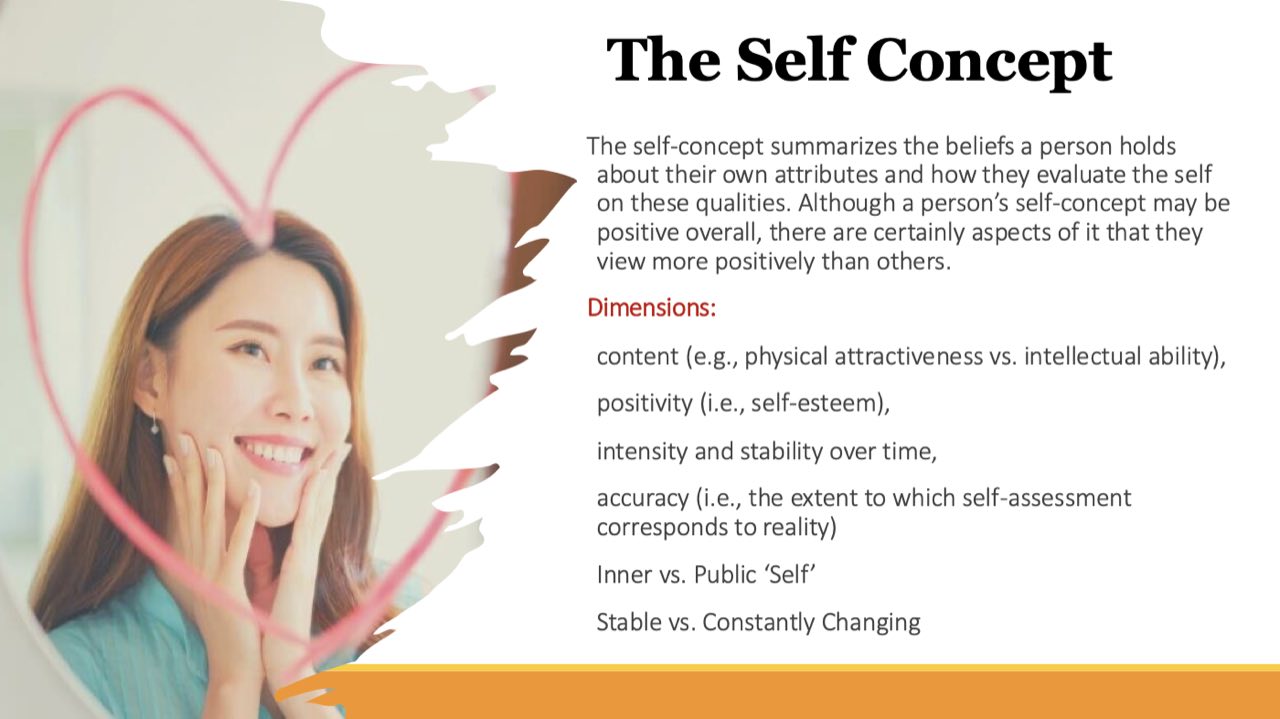 The Self Concept
The self-concept summarizes the beliefs a person holds
about their own attributes and how they evaluate the self
on these qualities. Although a person’s self-concept may be
positive overall, there are certainly aspects of it that they
view more positively than others.
Dimensions:
content (e.g., physical attractiveness vs. intellectual ability),
positivity (i.e., self-esteem),
intensity and stability over time,
accuracy (i.e., the extent to which self-assessment
corresponds to reality)
Inner vs. Public ‘Self’
Stable vs. Constantly Changing